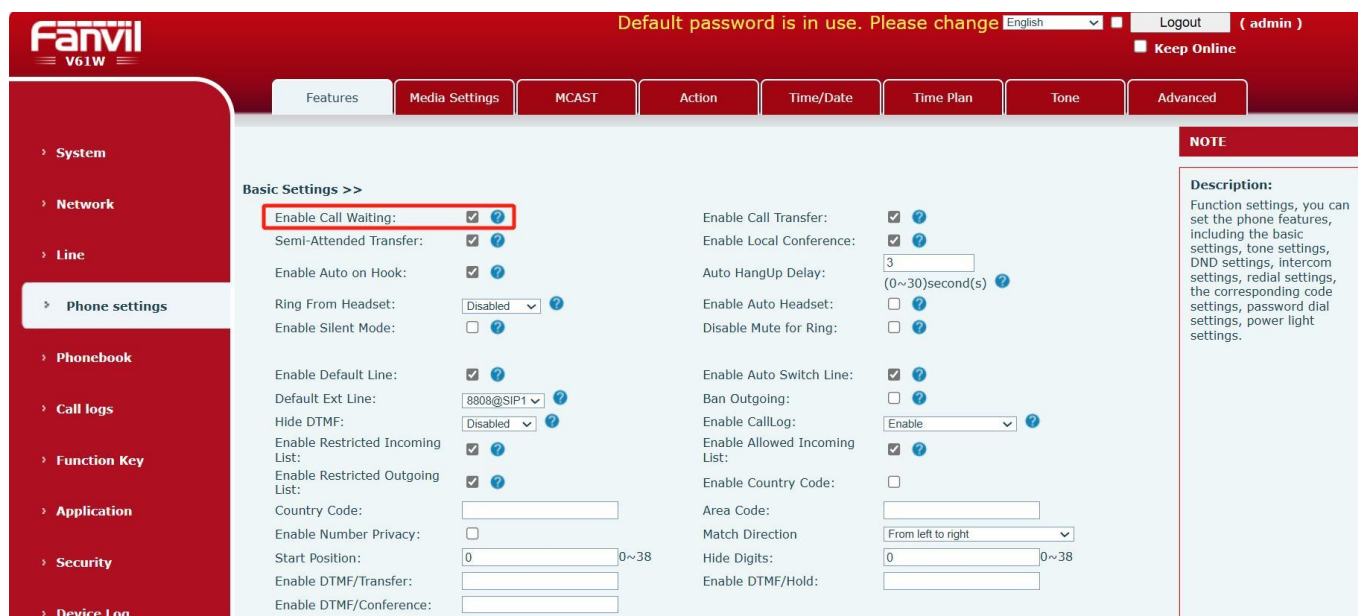 Fanvil
V61W
Default password is in use. Please change English Logout ( admin )
Keep Online
Features Media Settings MCAST Action Time/Date Time Plan Tone Advanced
› System
› Network
› Line
› Phone settings
› Phonebook
› Call logs
› Function Key
› Application
› Security
› Device Log
Basic Settings >>
Enable Call Waiting: ? Enable Call Transfer: ?
Semi-Attended Transfer: ? Enable Local Conference: ?
Enable Auto on Hook: ? Auto HangUp Delay: 3
(0~30)second(s) ?
Ring From Headset: Disabled ? Enable Auto Headset: ?
Enable Silent Mode: ? Disable Mute for Ring: ?
Enable Default Line: ? Enable Auto Switch Line: ?
Default Ext Line: 8808@SIP1 ? Ban Outgoing: ?
Hide DTMF: Disabled ? Enable CallLog: Enable ?
Enable Restricted Incoming List: ? Enable Allowed Incoming List: ?
Enable Restricted Outgoing List: ? Enable Country Code:
Country Code: Area Code:
Enable Number Privacy: Match Direction From left to right
Start Position: 0 0~38 Hide Digits: 0 0~38
Enable DTMF/Transfer: Enable DTMF/Hold:
Enable DTMF/Conference:
NOTE
Description:
Function settings, you can
set the phone features,
including the basic
settings, tone settings,
DND settings, intercom
settings, redial settings,
the corresponding code
settings, password dial
settings, power light
settings.